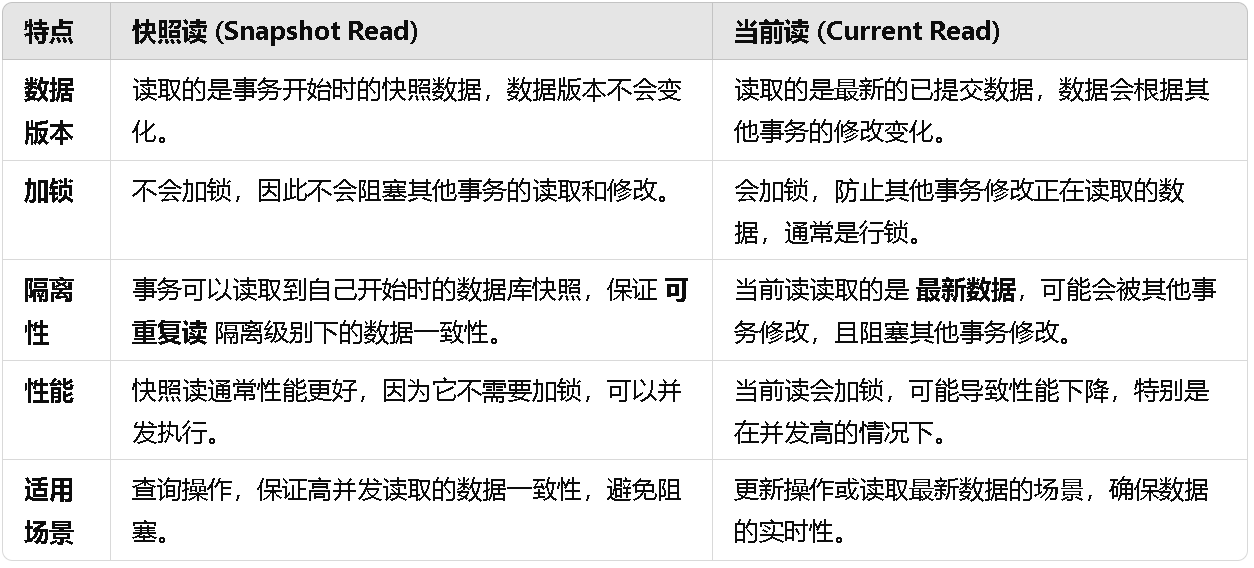 特点 快照读 (Snapshot Read) 当前读 (Current Read)
数据 读取的是事务开始时的快照数据，数据版本不会变 读取的是最新的已提交数据，数据会根据其
版本 化。 他事务的修改变化。
加锁 不会加锁，因此不会阻塞其他事务的读取和修改。 会加锁，防止其他事务修改正在读取的数
据，通常是行锁。
隔离 事务可以读取到自己开始时的数据库快照，保证 可 当前读读取的是 最新数据，可能会被其他事
性 重复读 隔离级别下的数据一致性。 务修改，且阻塞其他事务修改。
性能 快照读通常性能更好，因为它不需要加锁，可以并 当前读会加锁，可能导致性能下降，特别是
发执行。 在并发高的情况下。
适用 查询操作，保证高并发读取的数据一致性，避免阻 更新操作或读取最新数据的场景，确保数据
场景 塞。 的实时性。